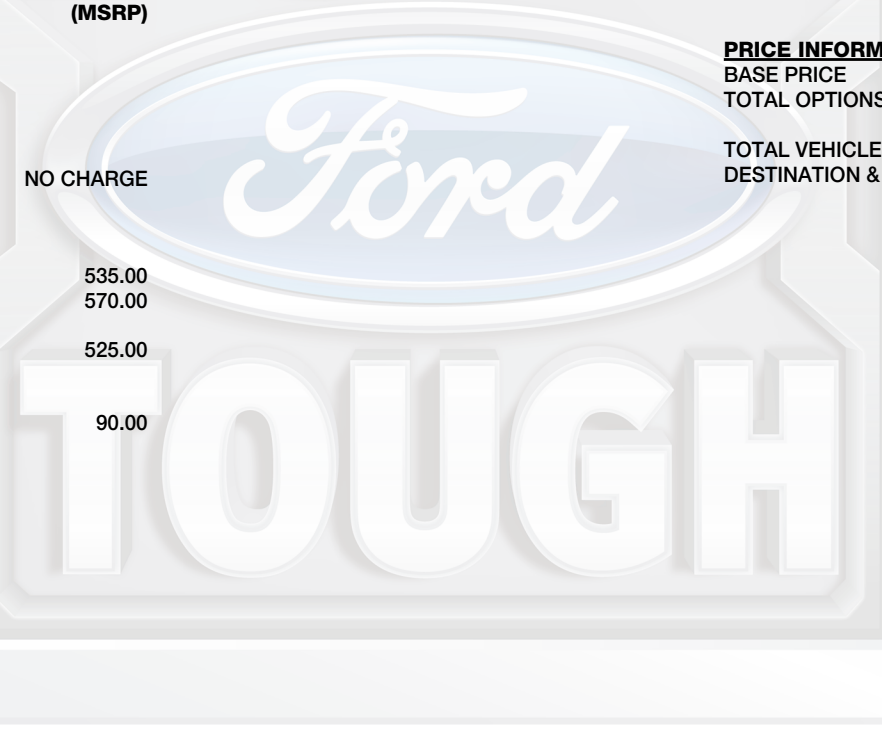 (MSRP)
NO CHARGE
535.00
570.00
525.00
90.00
PRICE INFORM
BASE PRICE
TOTAL OPTIONS
TOTAL VEHICLE
DESTINATION &
Ford
TOUGH